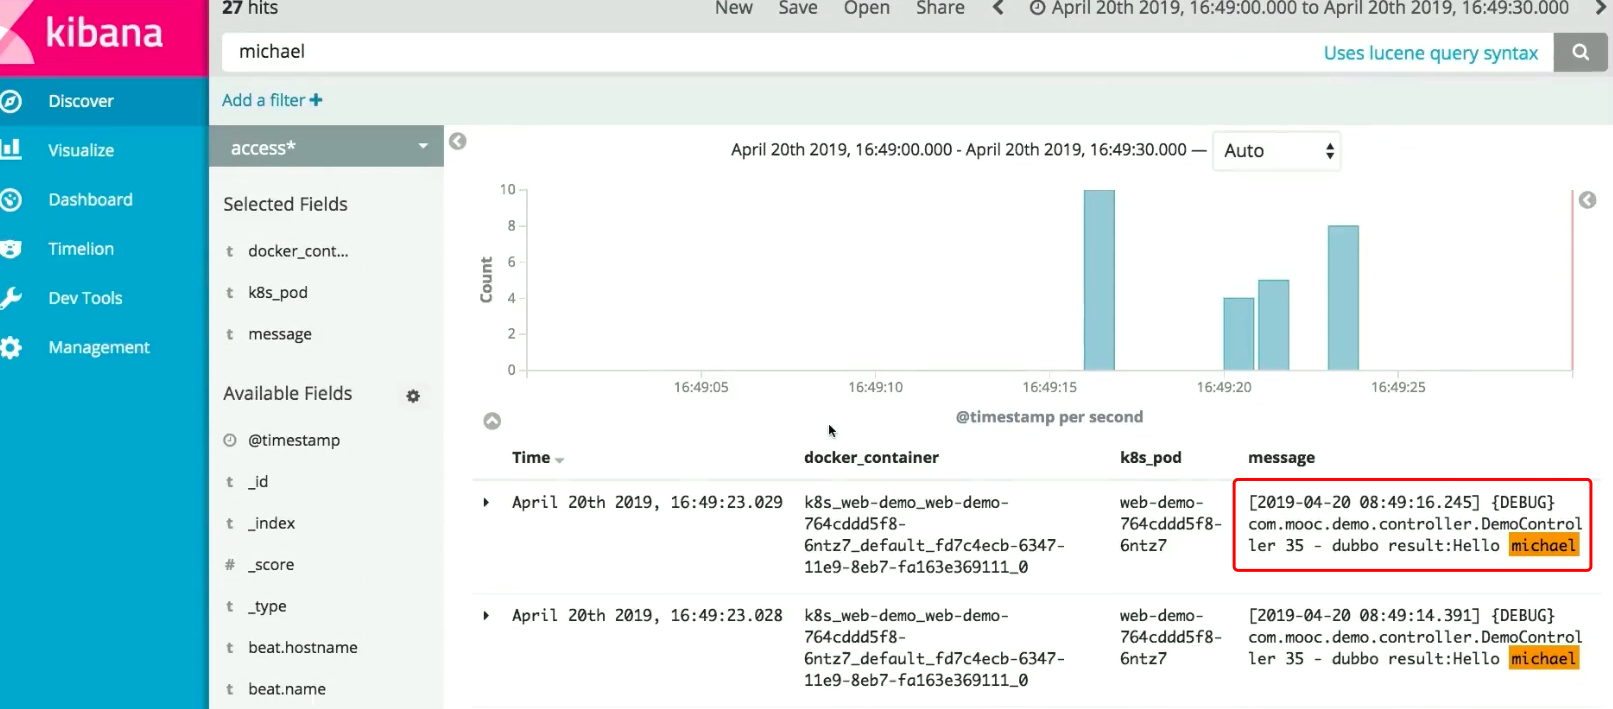 27 hits
New Save Open Share April 20th 2019, 16:49:00.000 to April 20th 2019, 16:49:30.000
kibana
michael
Uses lucene query syntax
Discover
Visualize
Dashboard
Timelion
Dev Tools
Management
Add a filter +
access*
Selected Fields
t docker_cont...
t k8s_pod
t message
Available Fields
@timestamp
t _id
t _index
# _score
t _type
t beat.hostname
t beat.name
April 20th 2019, 16:49:00.000 - April 20th 2019, 16:49:30.000 — Auto
Count
10
8
6
4
2
0
16:49:05 16:49:10 16:49:15 16:49:20 16:49:25
@timestamp per second
Time docker_container k8s_pod message
April 20th 2019, 16:49:23.029
k8s_web-demo_web-demo-
764cddd5f8-
6ntz7_default_fd7c4ecb-6347-
11e9-8eb7-fa163e369111_0
web-demo-
764cddd5f8-
6ntz7
[2019-04-20 08:49:16.245] {DEBUG}
com.mooc.demo.controller.DemoControl
ler 35 - dubbo result:Hello michael
April 20th 2019, 16:49:23.028
k8s_web-demo_web-demo-
764cddd5f8-
6ntz7_default_fd7c4ecb-6347-
11e9-8eb7-fa163e369111_0
web-demo-
764cddd5f8-
6ntz7
[2019-04-20 08:49:14.391] {DEBUG}
com.mooc.demo.controller.DemoControl
ler 35 - dubbo result:Hello michael